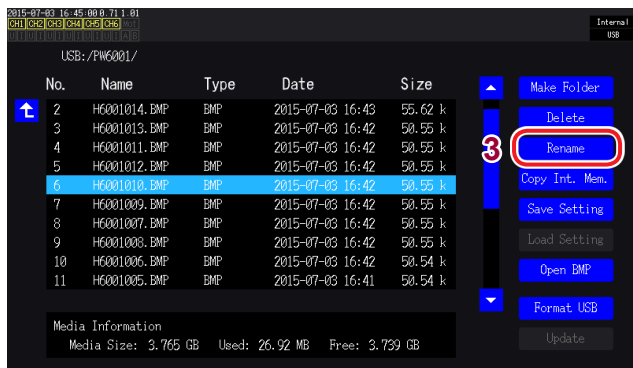 2015-07-03 16:45:00 0.71 1.01
CH1 CH2 CH3 CH4 CH5 CH6 Mot
U I U I U I U I U I U I A B
Internal
USB
USB:/PW6001/
No. Name Type Date Size
2 H6001014.BMP BMP 2015-07-03 16:43 55.62 k
3 H6001013.BMP BMP 2015-07-03 16:42 50.55 k
4 H6001011.BMP BMP 2015-07-03 16:42 50.55 k
5 H6001012.BMP BMP 2015-07-03 16:42 50.55 k
6 H6001010.BMP BMP 2015-07-03 16:42 50.55 k
7 H6001009.BMP BMP 2015-07-03 16:42 50.55 k
8 H6001007.BMP BMP 2015-07-03 16:42 50.55 k
9 H6001008.BMP BMP 2015-07-03 16:42 50.55 k
10 H6001006.BMP BMP 2015-07-03 16:42 50.54 k
11 H6001005.BMP BMP 2015-07-03 16:41 50.54 k
Make Folder
Delete
3
Rename
Copy Int. Mem.
Save Setting
Load Setting
Open BMP
Format USB
Update
Media Information
Media Size: 3.765 GB Used: 26.92 MB Free: 3.739 GB